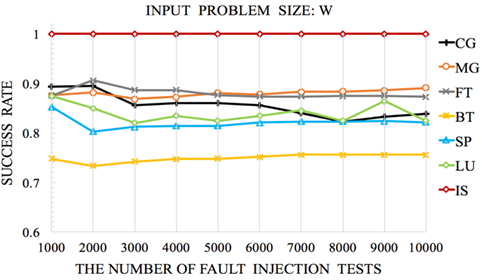 INPUT PROBLEM SIZE: W
SUCCESS RATE
1
0.9
0.8
0.7
0.6
1000 2000 3000 4000 5000 6000 7000 8000 9000 10000
THE NUMBER OF FAULT INJECTION TESTS
CG
MG
FT
BT
SP
LU
IS